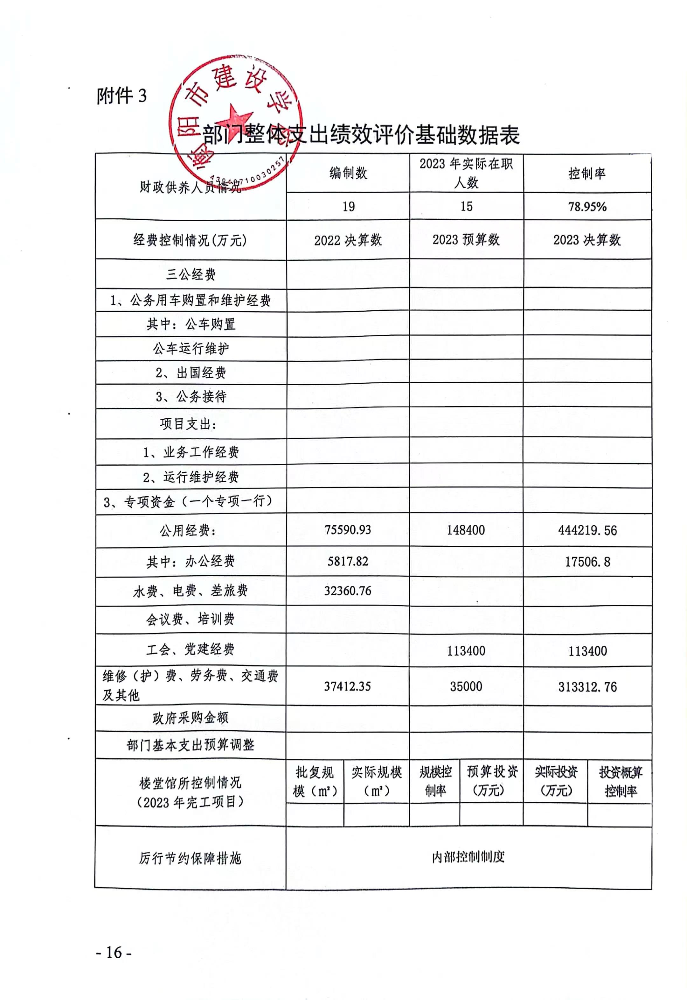 附件 3
衡阳市建设学校
部门整体支出绩效评价基础数据表
财政供养人员情况
编制数
2023 年实际在职
人数
控制率
19
15
78.95%
经费控制情况(万元)
2022 决算数
2023 预算数
2023 决算数
三公经费
1、公务用车购置和维护经费
其中：公车购置
公车运行维护
2、出国经费
3、公务接待
项目支出：
1、业务工作经费
2、运行维护经费
3、专项资金（一个专项一行）
公用经费：
75590.93
148400
444219.56
其中：办公经费
5817.82
17506.8
水费、电费、差旅费
32360.76
会议费、培训费
工会、党建经费
113400
113400
维修（护）费、劳务费、交通费
及其他
37412.35
35000
313312.76
政府采购金额
部门基本支出预算调整
楼堂馆所控制情况
（2023 年完工项目）
批复规
模（㎡）
实际规模
（㎡）
规模控
制率
预算投资
（万元）
实际投资
（万元）
投资概算
控制率
厉行节约保障措施
内部控制制度
- 16 -